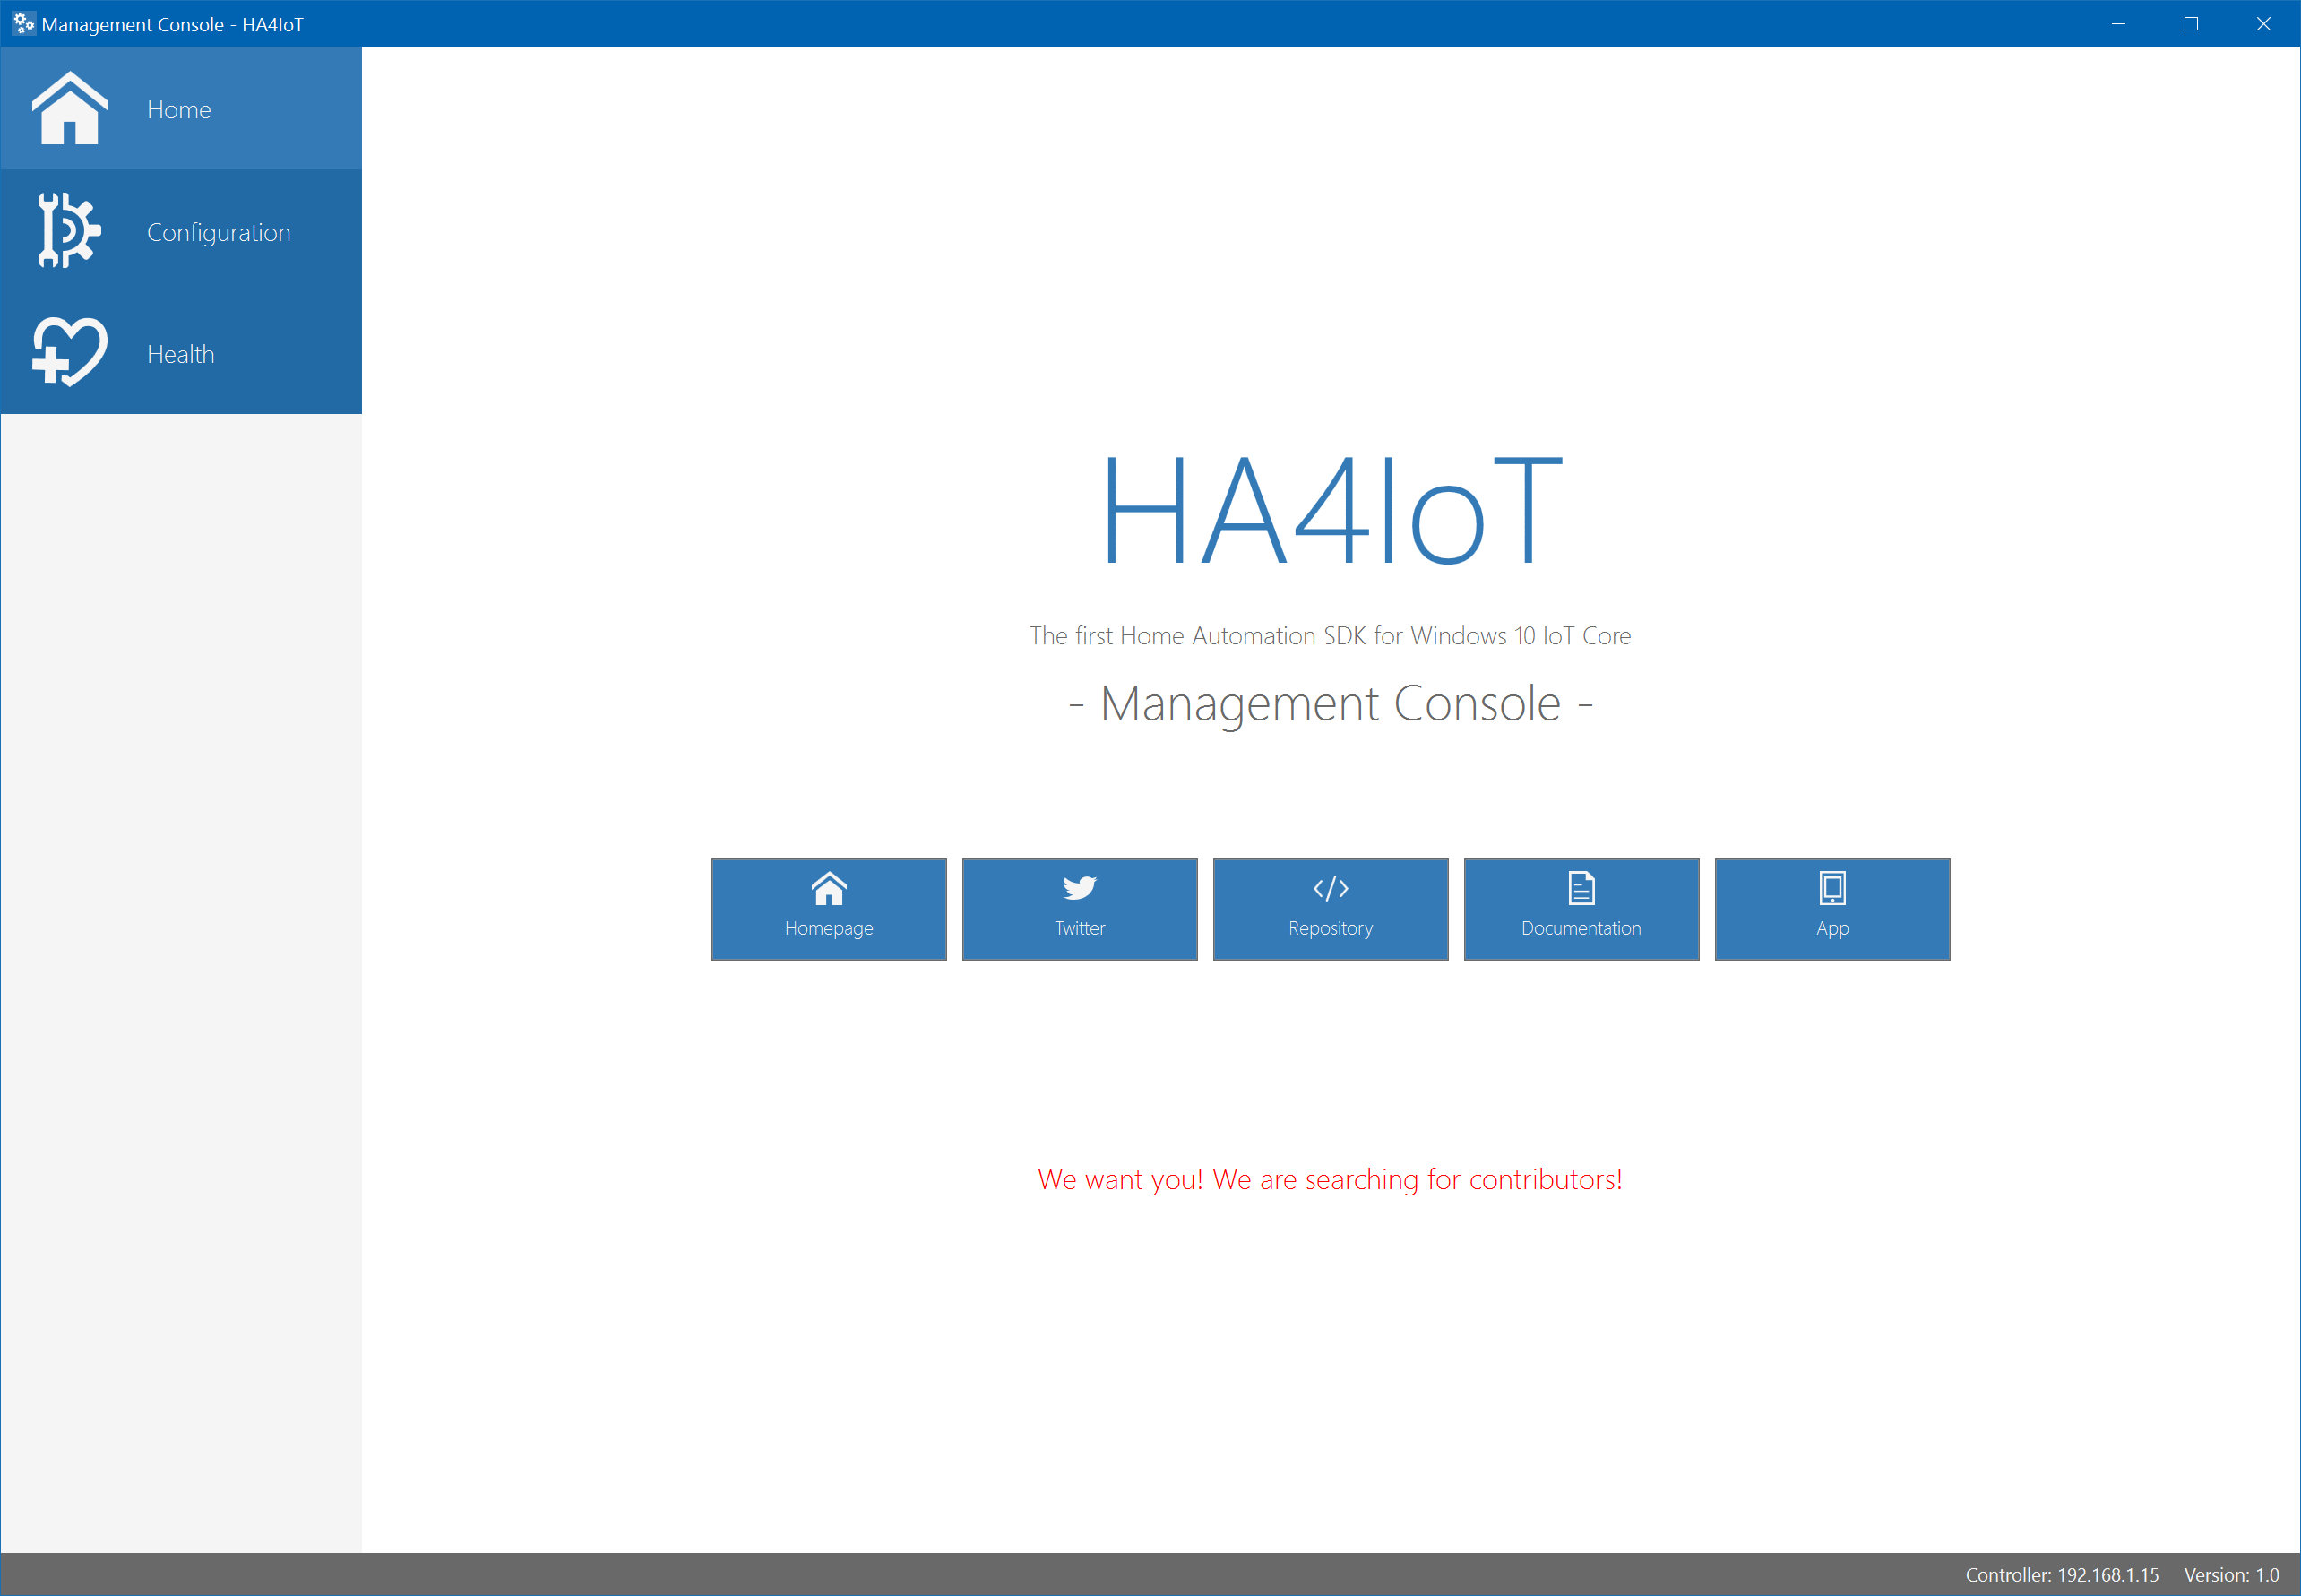 Management Console - HA4IoT
Home
Configuration
Health
HA4IoT
The first Home Automation SDK for Windows 10 IoT Core
- Management Console -
Homepage
Twitter
Repository
Documentation
App
We want you! We are searching for contributors!
Controller: 192.168.1.15 Version: 1.0